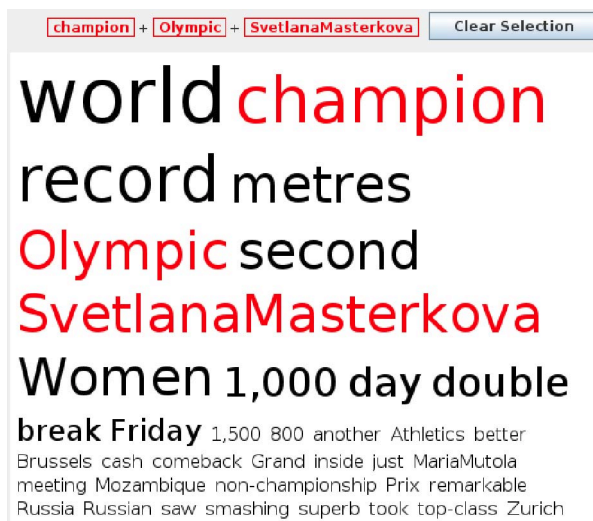 champion + Olympic + SvetlanaMasterkova Clear Selection
world champion
record metres
Olympic second
SvetlanaMasterkova
Women 1,000 day double
break Friday 1,500 800 another Athletics better
Brussels cash comeback Grand inside just MariaMutola
meeting Mozambique non-championship Prix remarkable
Russia Russian saw smashing superb took top-class Zurich